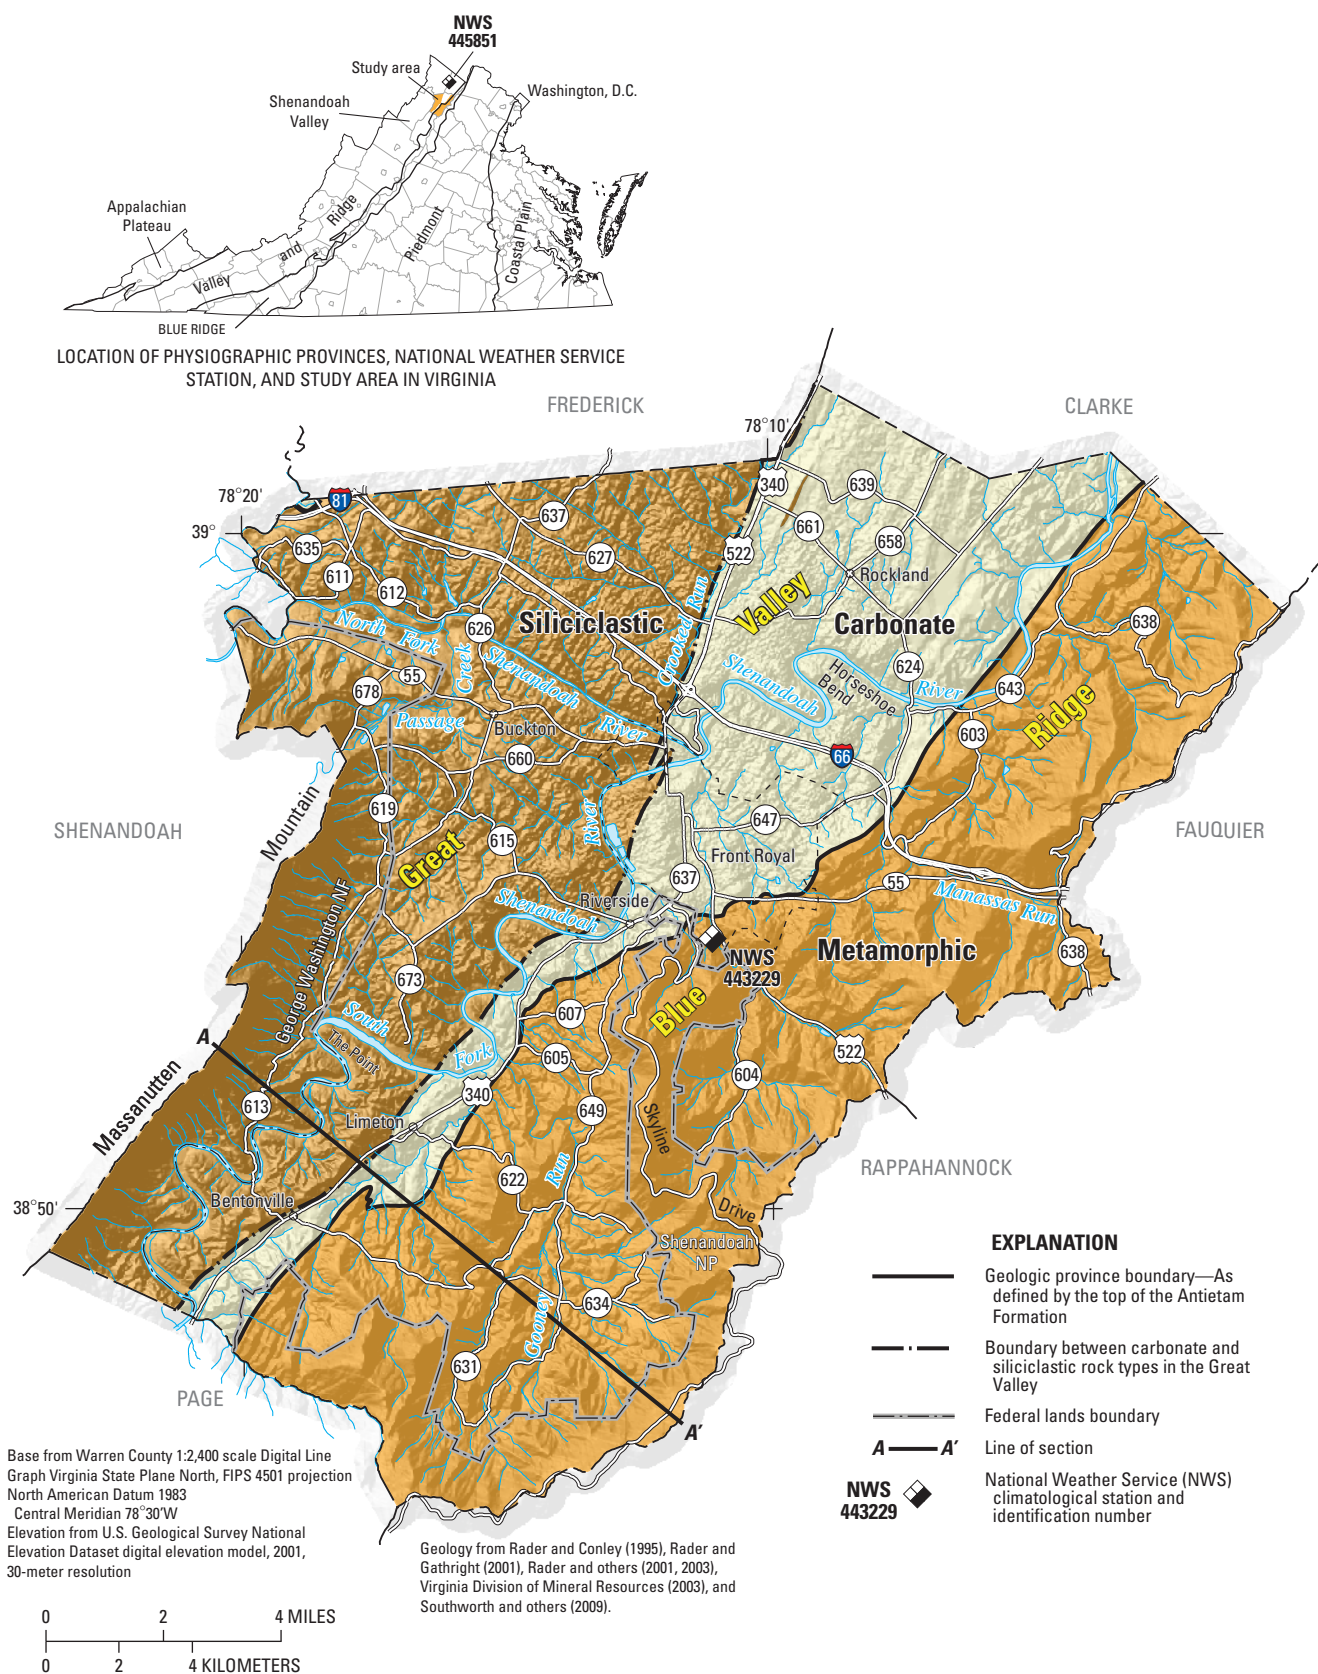 NWS
445851
Study area
Washington, D.C.
Shenandoah
Valley
Appalachian
Plateau
Valley
and
Ridge
Piedmont
Coastal Plain
BLUE RIDGE
LOCATION OF PHYSIOGRAPHIC PROVINCES, NATIONAL WEATHER SERVICE
STATION, AND STUDY AREA IN VIRGINIA
FREDERICK
CLARKE
78°10'
78°20'
39°
81
340
639
637
661
635
627
522
658
611
Rockland
612
Crooked Run
Valley
North
Fork
626
Siliciclastic
Carbonate
638
Creek
Shenandoah
River
55
678
Passage
Buckton
Shenandoah
Horseshoe
Bend
624
River
643
603
Ridge
660
66
SHENANDOAH
Mountain
619
615
River
647
FAUQUIER
Great
Front Royal
637
55
Manassas Run
Shenandoah
Riverside
George Washington NF
NWS
443229
Metamorphic
638
673
Blue
607
South
The Point
Fork
605
522
A
604
340
649
Massanutten
613
Limeton
Skyline
RAPPAHANNOCK
622
Run
38°50'
Bentonville
Drive
Shenandoah
NP
634
Gooney
631
PAGE
A'
EXPLANATION
Geologic province boundary—As
defined by the top of the Antietam
Formation
Boundary between carbonate and
siliciclastic rock types in the Great
Valley
Federal lands boundary
A A' Line of section
NWS
443229
National Weather Service (NWS)
climatological station and
identification number
Base from Warren County 1:2,400 scale Digital Line
Graph Virginia State Plane North, FIPS 4501 projection
North American Datum 1983
Central Meridian 78°30'W
Elevation from U.S. Geological Survey National
Elevation Dataset digital elevation model, 2001,
30-meter resolution
Geology from Rader and Conley (1995), Rader and
Gathright (2001), Rader and others (2001, 2003),
Virginia Division of Mineral Resources (2003), and
Southworth and others (2009).
0 2 4 MILES
0 2 4 KILOMETERS